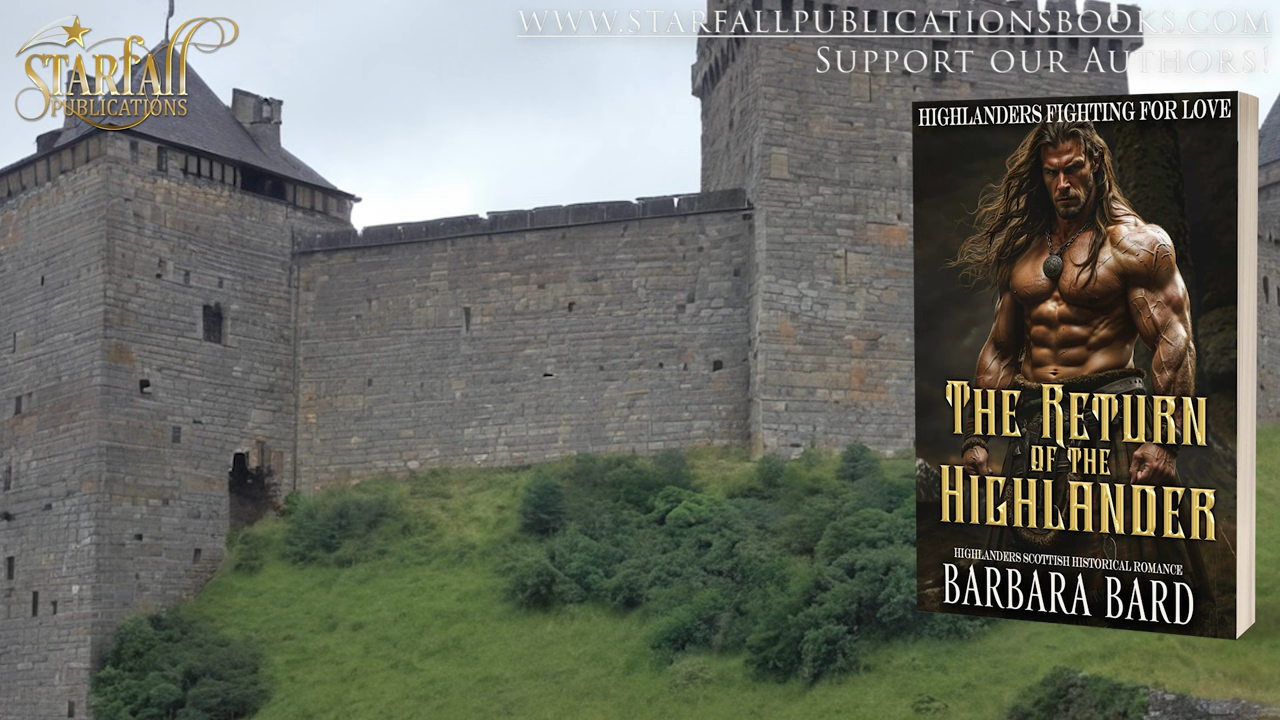 STARfall
PUBLICATIONS
WWW.STARFALLPUBLICATIONSBOOKS.COM
SUPPORT OUR AUTHORS!
HIGHLANDERS FIGHTING FOR LOVE
THE RETURN
OF THE
HIGHLANDER
HIGHLANDERS SCOTTISH HISTORICAL ROMANCE
BARBARA BARD